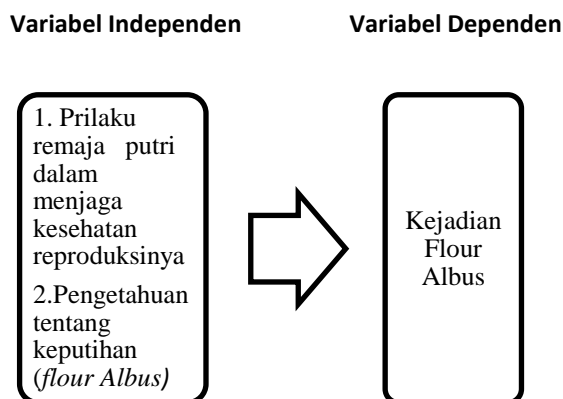 Variabel Independen
Variabel Dependen
1. Prilaku
remaja putri
dalam
menjaga
kesehatan
reproduksinya
2.Pengetahuan
tentang
keputihan
(flour Albus)
Kejadian
Flour
Albus